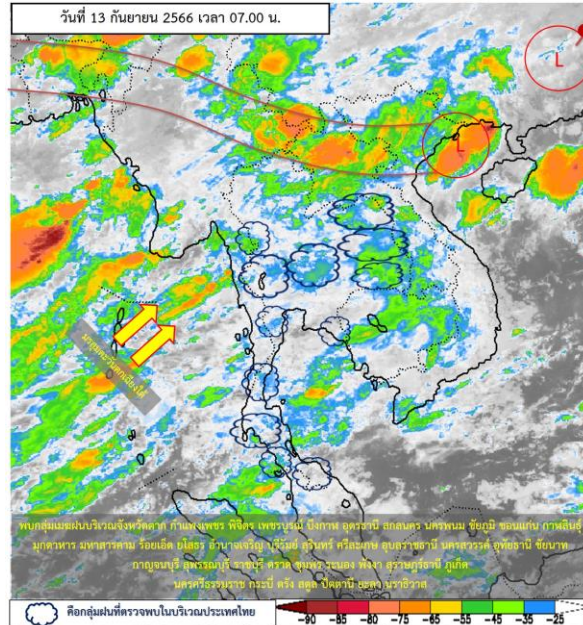 วันที่ 13 กันยายน 2566 เวลา 07.00 น.
L
L
มรสุมตะวันตกเฉียงใต้
พบกลุ่มเมฆฝนบริเวณจังหวัดตาก กำแพงเพชร พิจิตร เพชรบูรณ์ บึงกาฬ อุดรธานี สกลนคร นครพนม ชัยภูมิ ขอนแก่น กาฬสินธุ์
มุกดาหาร มหาสารคาม ร้อยเอ็ด ยโสธร อำนาจเจริญ บุรีรัมย์ สุรินทร์ ศรีสะเกษ อุบลราชธานี นครสวรรค์ อุทัยธานี ชัยนาท
กาญจนบุรี สุพรรณบุรี ราชบุรี ตราด ชุมพร ระนอง พังงา สุราษฎร์ธานี ภูเก็ต
นครศรีธรรมราช กระบี่ ตรัง สตูล ปัตตานี ยะลา นราธิวาส
คือกลุ่มฝนที่ตรวจพบในบริเวณประเทศไทย
-90 -85 -80 -75 -65 -55 -45 -35 -25